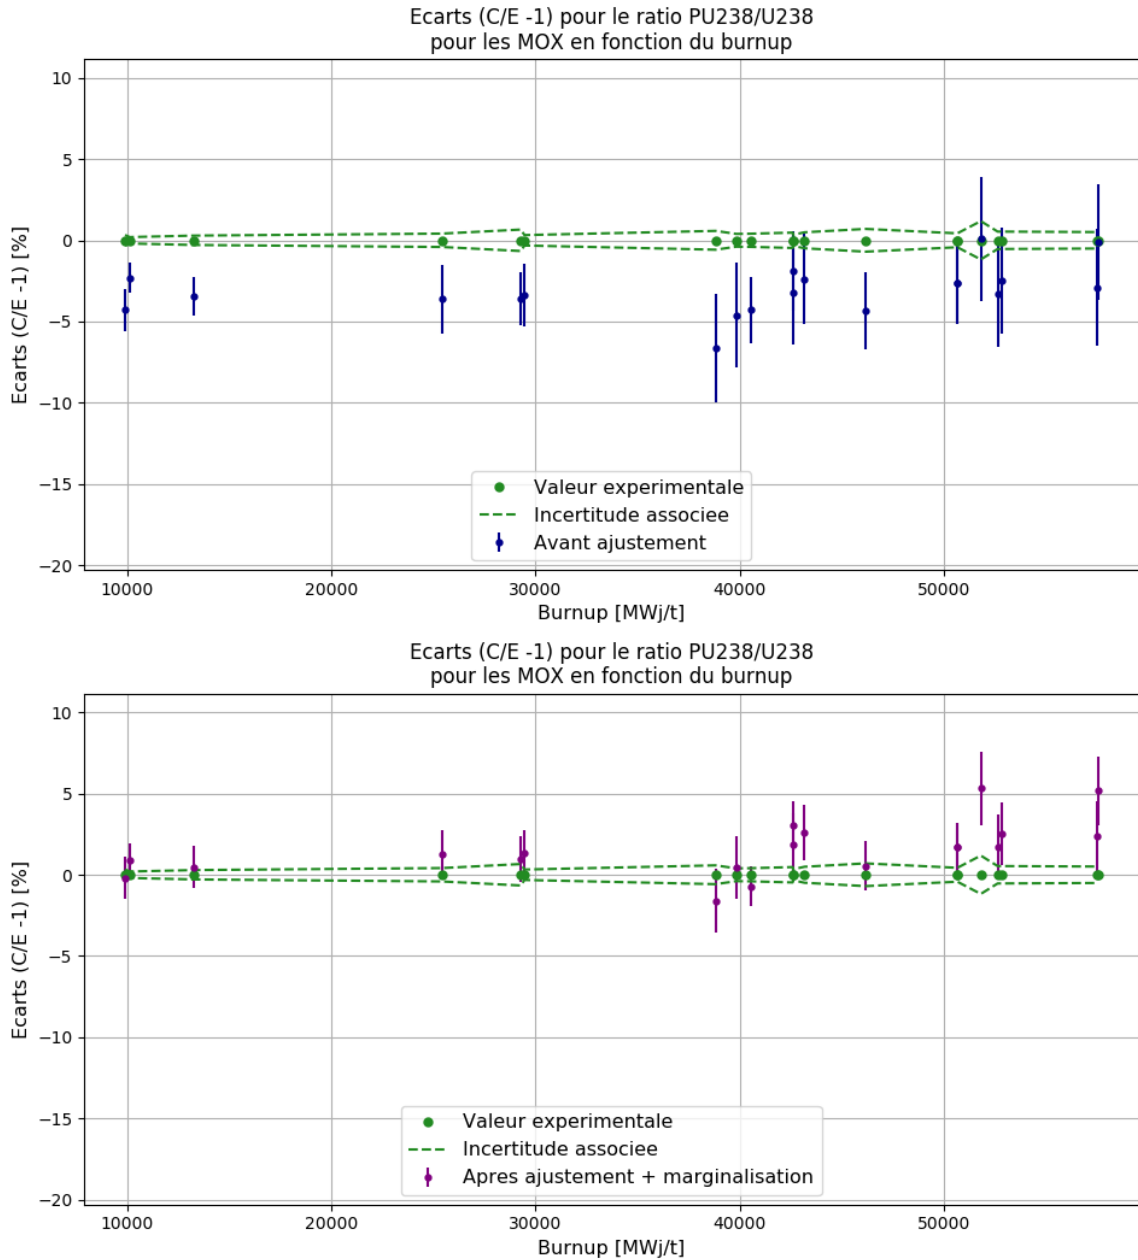 Ecarts (C/E -1) pour le ratio PU238/U238
pour les MOX en fonction du burnup
Ecarts (C/E -1) [%]
10
5
0
−5
−10
−15
−20
Valeur experimentale
Incertitude associee
Avant ajustement
10000 20000 30000 40000 50000
Burnup [MWj/t]
Ecarts (C/E -1) pour le ratio PU238/U238
pour les MOX en fonction du burnup
Ecarts (C/E -1) [%]
10
5
0
−5
−10
−15
−20
Valeur experimentale
Incertitude associee
Apres ajustement + marginalisation
10000 20000 30000 40000 50000
Burnup [MWj/t]